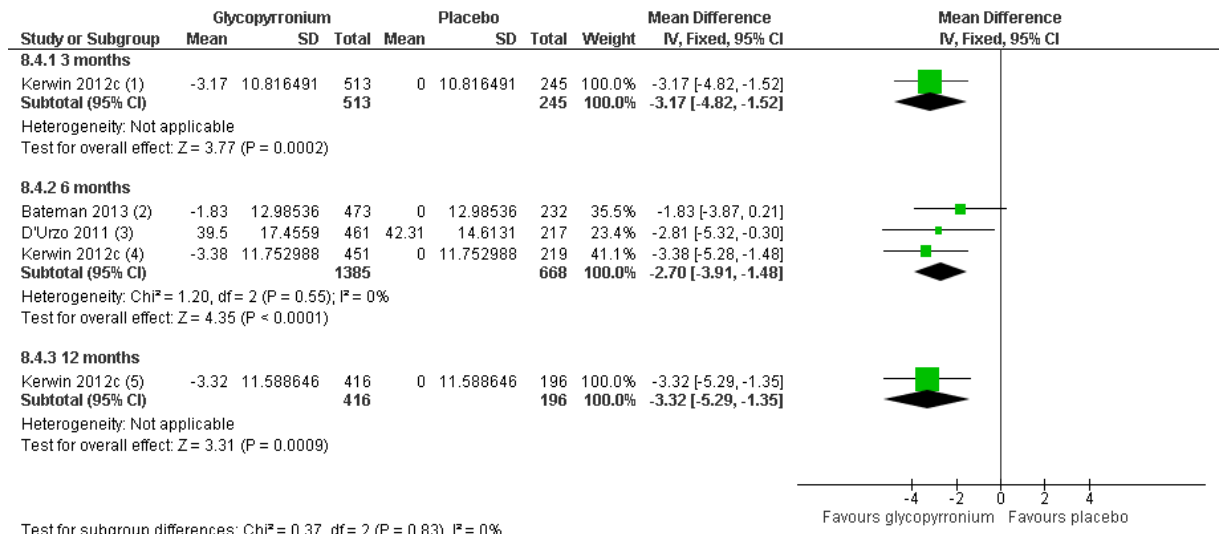 Glycopyrronium Placebo Mean Difference Mean Difference
Study or Subgroup Mean SD Total Mean SD Total Weight IV, Fixed, 95% CI IV, Fixed, 95% CI
8.4.1 3 months
Kerwin 2012c (1) -3.17 10.816491 513 0 10.816491 245 100.0% -3.17 [-4.82, -1.52]
Subtotal (95% CI) 513 245 100.0% -3.17 [-4.82, -1.52]
Heterogeneity: Not applicable
Test for overall effect: Z = 3.77 (P = 0.0002)
8.4.2 6 months
Bateman 2013 (2) -1.83 12.98536 473 0 12.98536 232 35.5% -1.83 [-3.87, 0.21]
D'Urzo 2011 (3) 39.5 17.4559 461 42.31 14.6131 217 23.4% -2.81 [-5.32, -0.30]
Kerwin 2012c (4) -3.38 11.752988 451 0 11.752988 219 41.1% -3.38 [-5.28, -1.48]
Subtotal (95% CI) 1385 668 100.0% -2.70 [-3.91, -1.48]
Heterogeneity: Chi² = 1.20, df = 2 (P = 0.55); I² = 0%
Test for overall effect: Z = 4.35 (P < 0.0001)
8.4.3 12 months
Kerwin 2012c (5) -3.32 11.588646 416 0 11.588646 196 100.0% -3.32 [-5.29, -1.35]
Subtotal (95% CI) 416 196 100.0% -3.32 [-5.29, -1.35]
Heterogeneity: Not applicable
Test for overall effect: Z = 3.31 (P = 0.0009)
-4 -2 0 2 4
Favours glycopyrronium Favours placebo
Test for subgroup differences: Chi² = 0.37, df = 2 (P = 0.83), I² = 0%